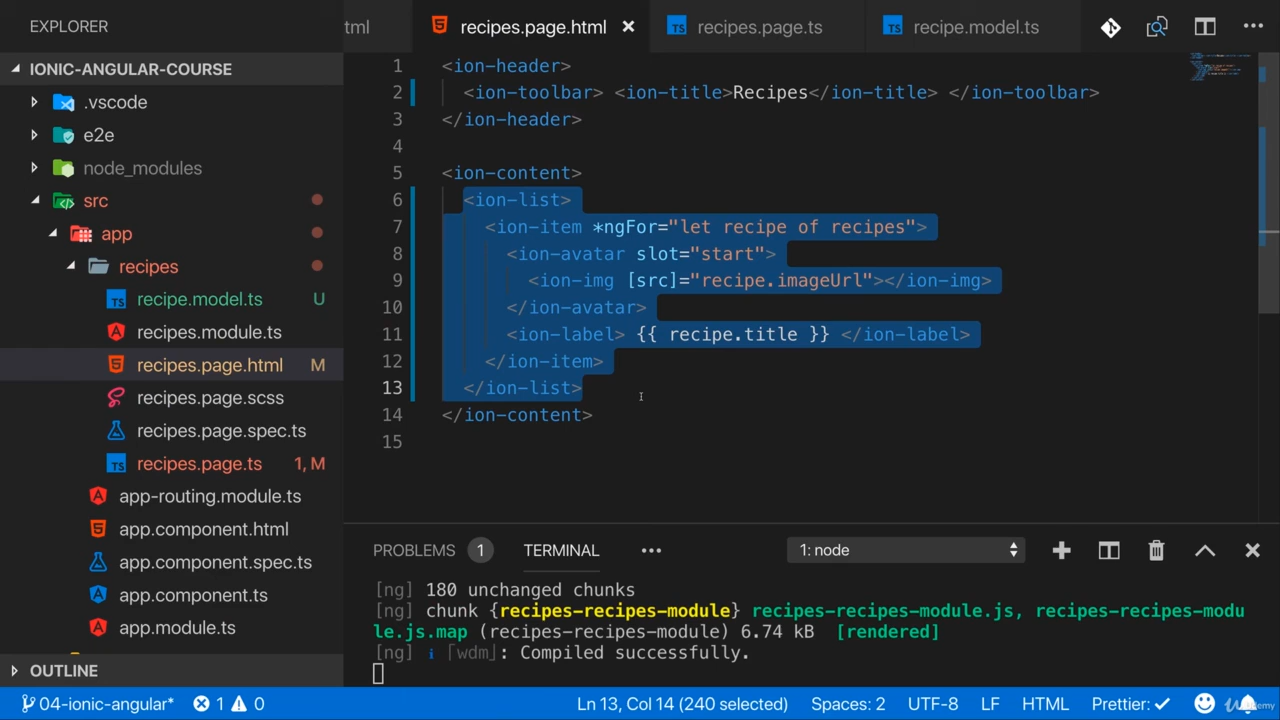 EXPLORER
tml
recipes.page.html
recipes.page.ts
recipe.model.ts
IONIC-ANGULAR-COURSE
.vscode
e2e
node_modules
src
app
recipes
recipe.model.ts U
recipes.module.ts
recipes.page.html M
recipes.page.scss
recipes.page.spec.ts
recipes.page.ts 1, M
app-routing.module.ts
app.component.html
app.component.spec.ts
app.component.ts
app.module.ts
OUTLINE
1 <ion-header>
2 <ion-toolbar> <ion-title>Recipes</ion-title> </ion-toolbar>
3 </ion-header>
4
5 <ion-content>
6 <ion-list>
7 <ion-item *ngFor="let recipe of recipes">
8 <ion-avatar slot="start">
9 <ion-img [src]="recipe.imageUrl"></ion-img>
10 </ion-avatar>
11 <ion-label> {{ recipe.title }} </ion-label>
12 </ion-item>
13 </ion-list>
14 </ion-content>
15
PROBLEMS 1 TERMINAL ••• 1: node
[ng] 180 unchanged chunks
[ng] chunk {recipes-recipes-module} recipes-recipes-module.js, recipes-recipes-modu
le.js.map (recipes-recipes-module) 6.74 kB [rendered]
[ng] ℹ ｢wdm｣: Compiled successfully.
04-ionic-angular* 1 0 Ln 13, Col 14 (240 selected) Spaces: 2 UTF-8 LF HTML Prettier: ✓